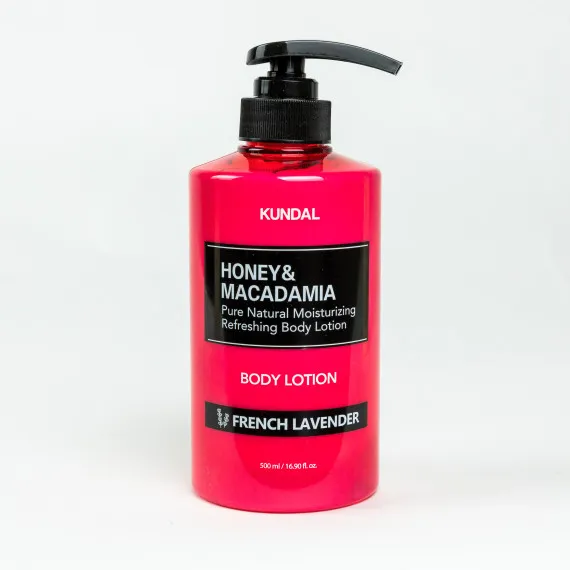 KUNDAL
HONEY&
MACADAMIA
Pure Natural Moisturizing
Refreshing Body Lotion
BODY LOTION
FRENCH LAVENDER
500 ml / 16.90 fl. oz.